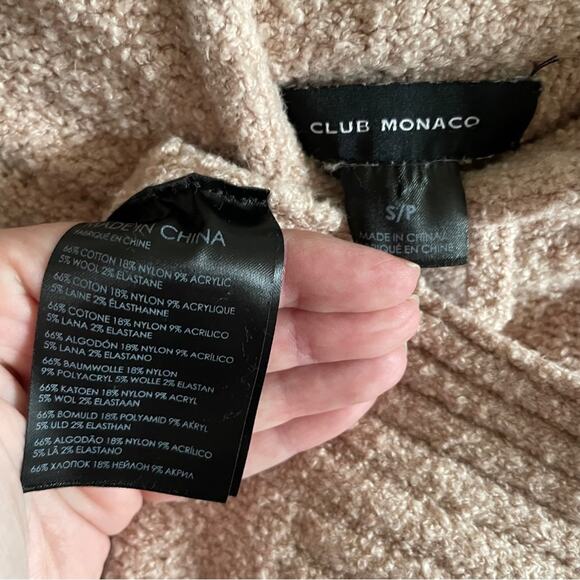 CLUB MONACO
S/P
MADE IN CHINA
FABRIQUÉ EN CHINE
MADE IN CHINA
FABRIQUÉ EN CHINE
66% COTTON 18% NYLON 9% ACRYLIC
5% WOOL 2% ELASTANE
66% COTON 18% NYLON 9% ACRYLIQUE
5% LAINE 2% ÉLASTHANNE
66% COTONE 18% NYLON 9% ACRILICO
5% LANA 2% ELASTANO
66% ALGODÓN 18% NYLON 9% ACRÍLICO
5% LANA 2% ELASTANO
66% BAUMWOLLE 18% NYLON
9% POLYACRYL 5% WOLLE 2% ELASTAN
66% KATOEN 18% NYLON 9% ACRYL
5% WOL 2% ELASTAAN
66% BOMULD 18% POLYAMID 9% AKRYL
5% ULD 2% ELASTHAN
66% ALGODÃO 18% NYLON 9% ACRÍLICO
5% LÃ 2% ELASTANO
66% ХЛОПОК 18% НЕЙЛОН 9% АКРИЛ